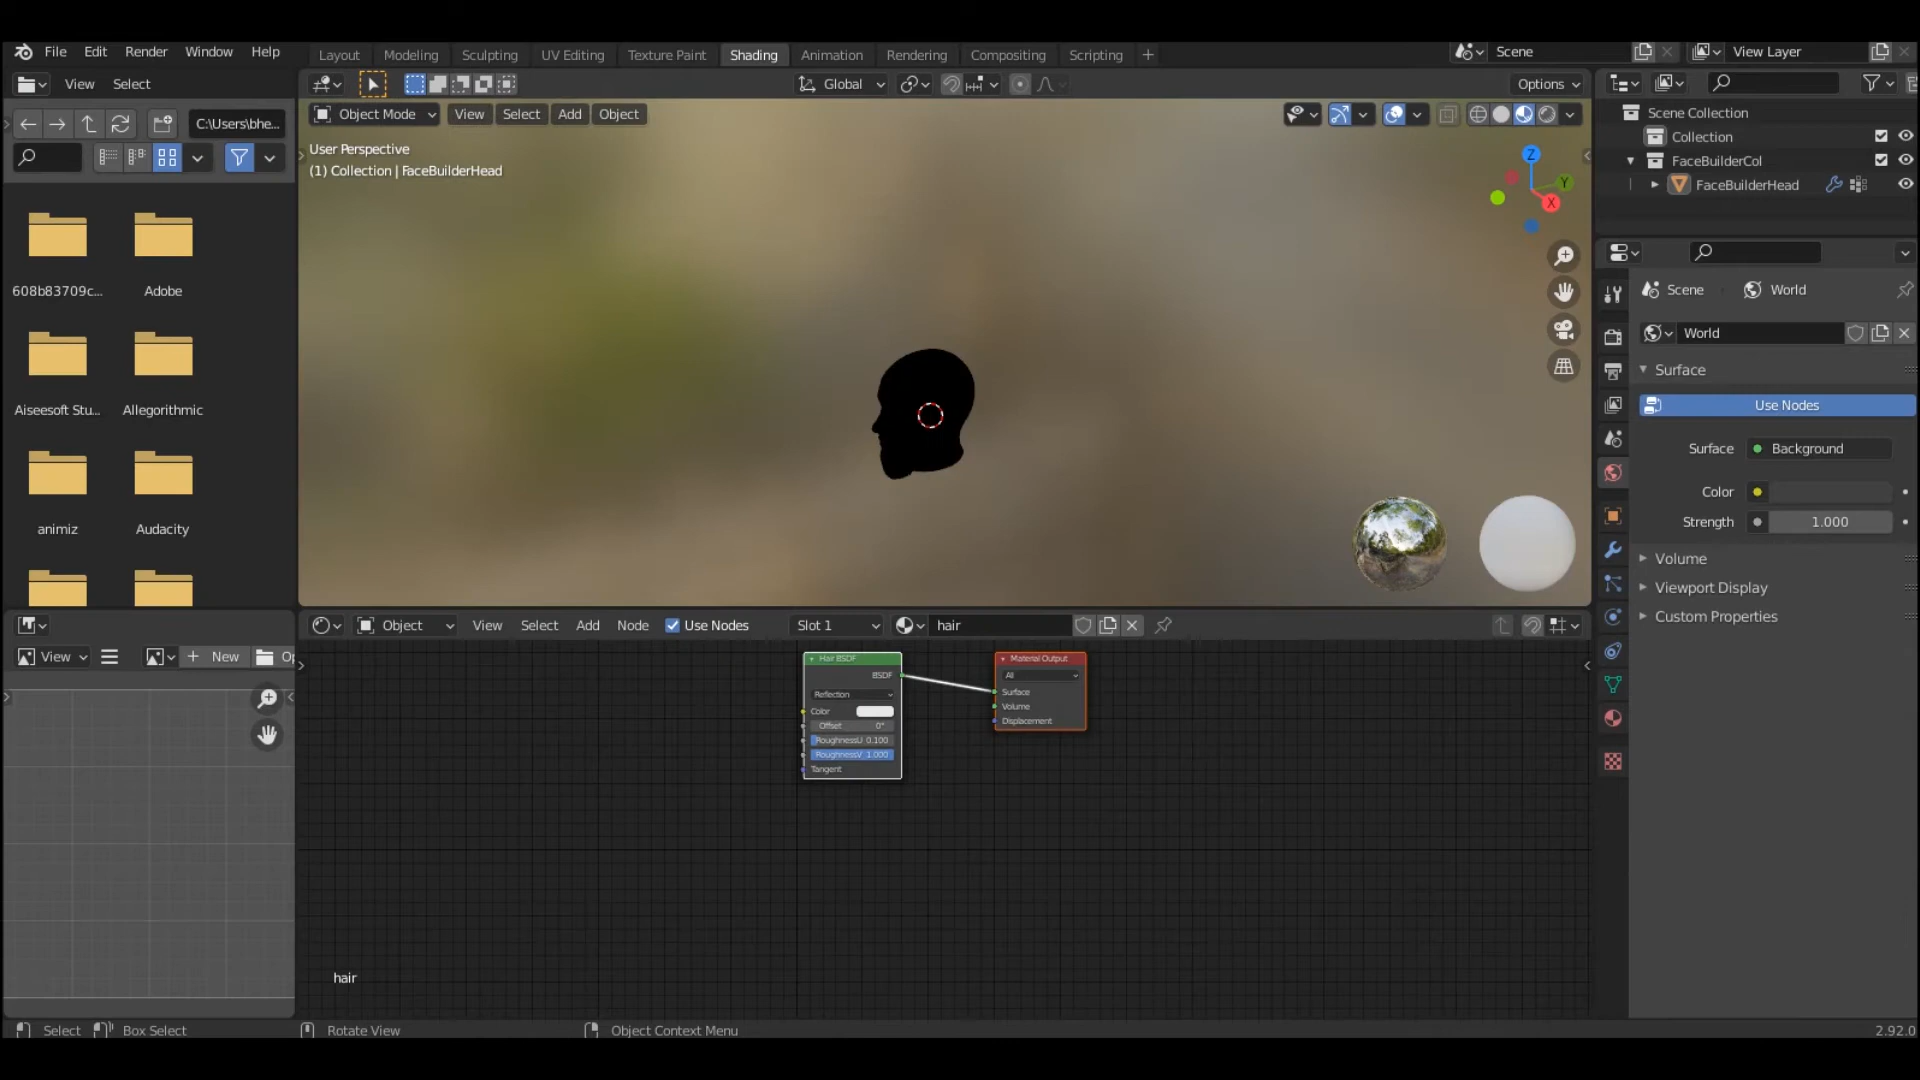 File Edit Render Window Help
Layout Modeling Sculpting UV Editing Texture Paint Shading Animation Rendering Compositing Scripting +
Scene
View Layer
View Select
Global
Options
C:\Users\bhe...
Object Mode View Select Add Object
User Perspective
(1) Collection | FaceBuilderHead
Z
Y
X
608b83709c...
Adobe
Aiseesoft Stu...
Allegorithmic
animiz
Audacity
Scene Collection
Collection
FaceBuilderCol
FaceBuilderHead
Scene
World
World
Surface
Use Nodes
Surface
Background
Color
Strength
1.000
Volume
Viewport Display
Custom Properties
Object View Select Add Node Use Nodes Slot 1 hair
View
+ New
Op
Hair BSDF
BSDF
Reflection
Color
Offset 0°
RoughnessU 0.100
RoughnessV 1.000
Tangent
Material Output
All
Surface
Volume
Displacement
hair
Select
Box Select
Rotate View
Object Context Menu
2.92.0